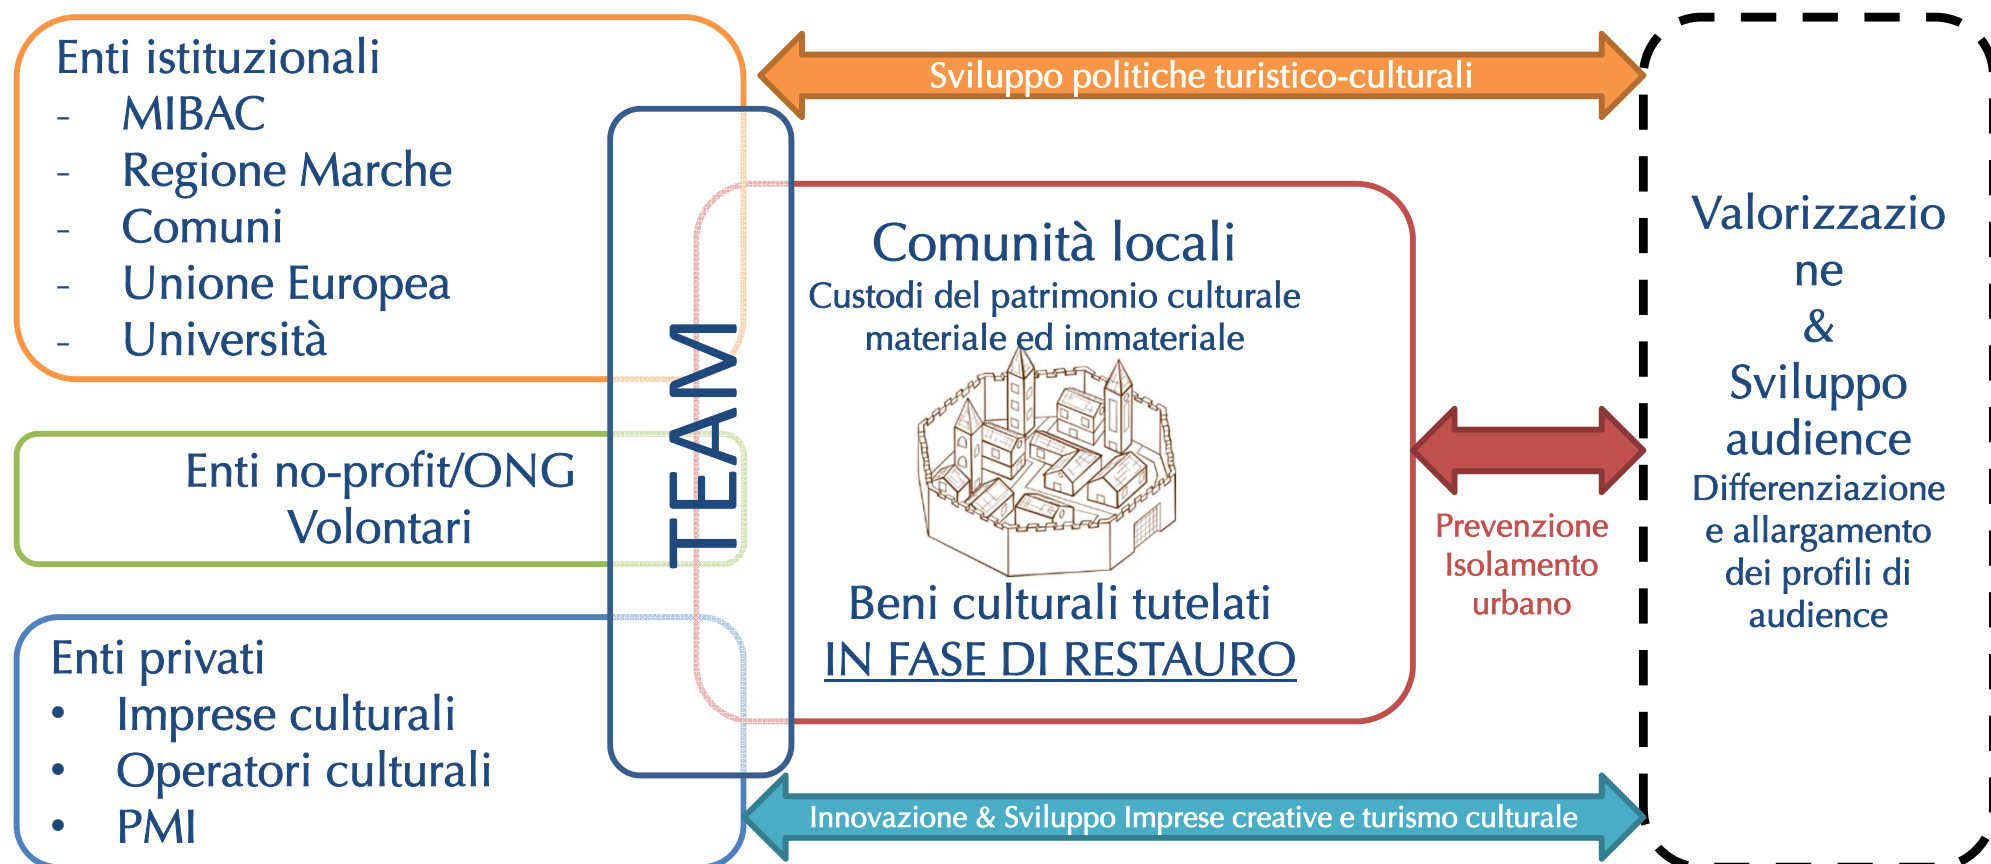 Enti istituzionali
- MIBAC
- Regione Marche
- Comuni
- Unione Europea
- Università
Enti no-profit/ONG
Volontari
Enti privati
• Imprese culturali
• Operatori culturali
• PMI
TEAM
Sviluppo politiche turistico-culturali
Comunità locali
Custodi del patrimonio culturale
materiale ed immateriale
Beni culturali tutelati
IN FASE DI RESTAURO
Prevenzione
Isolamento
urbano
Innovazione & Sviluppo Imprese creative e turismo culturale
Valorizzazio
ne
&
Sviluppo
audience
Differenziazione
e allargamento
dei profili di
audience